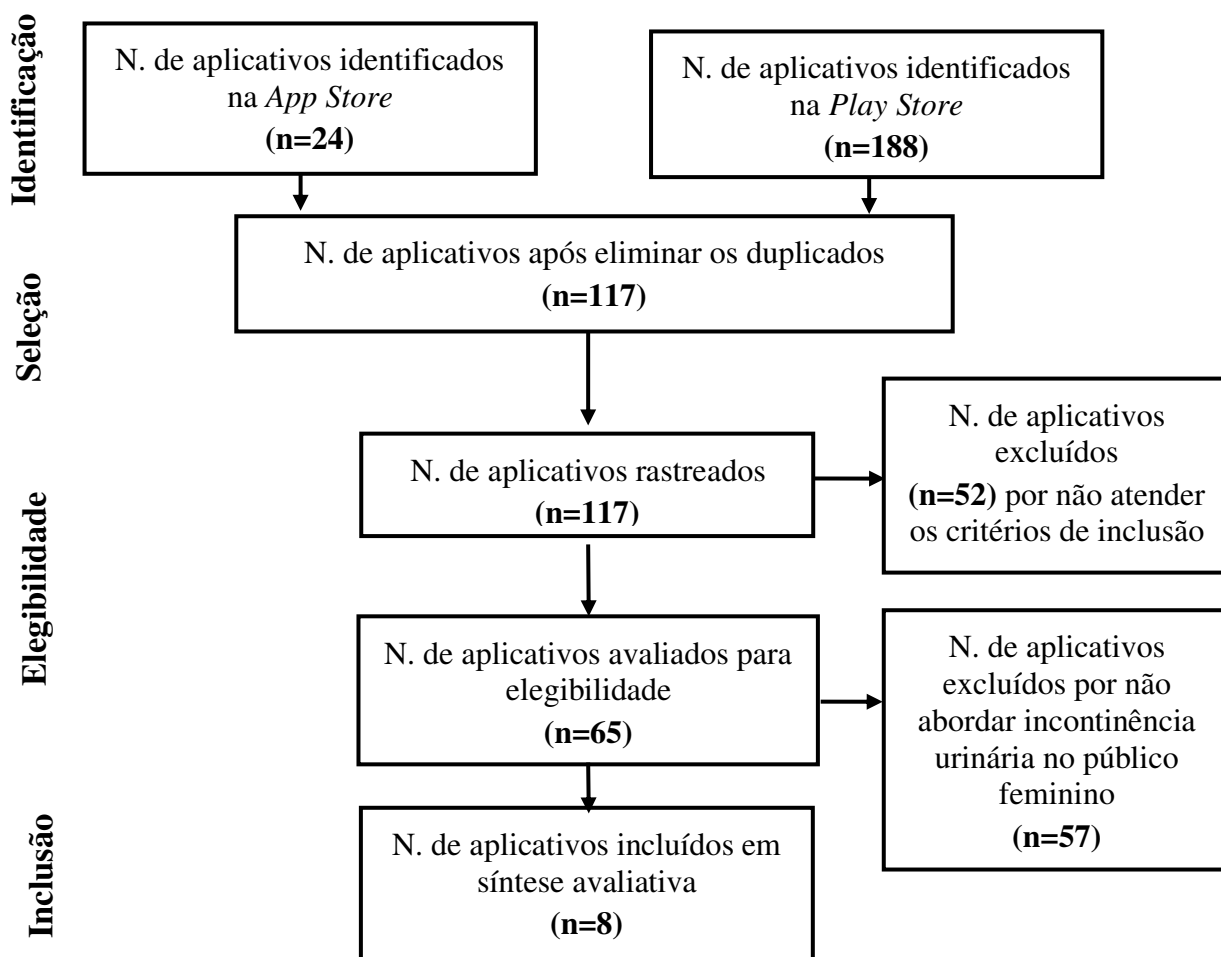 Identificação
N. de aplicativos identificados
na App Store
(n=24)
N. de aplicativos identificados
na Play Store
(n=188)
Seleção
N. de aplicativos após eliminar os duplicados
(n=117)
N. de aplicativos rastreados
(n=117)
N. de aplicativos
excluídos
(n=52) por não atender
os critérios de inclusão
Elegibilidade
N. de aplicativos avaliados para
elegibilidade
(n=65)
N. de aplicativos
excluídos por não
abordar incontinência
urinária no público
feminino
(n=57)
Inclusão
N. de aplicativos incluídos em
síntese avaliativa
(n=8)